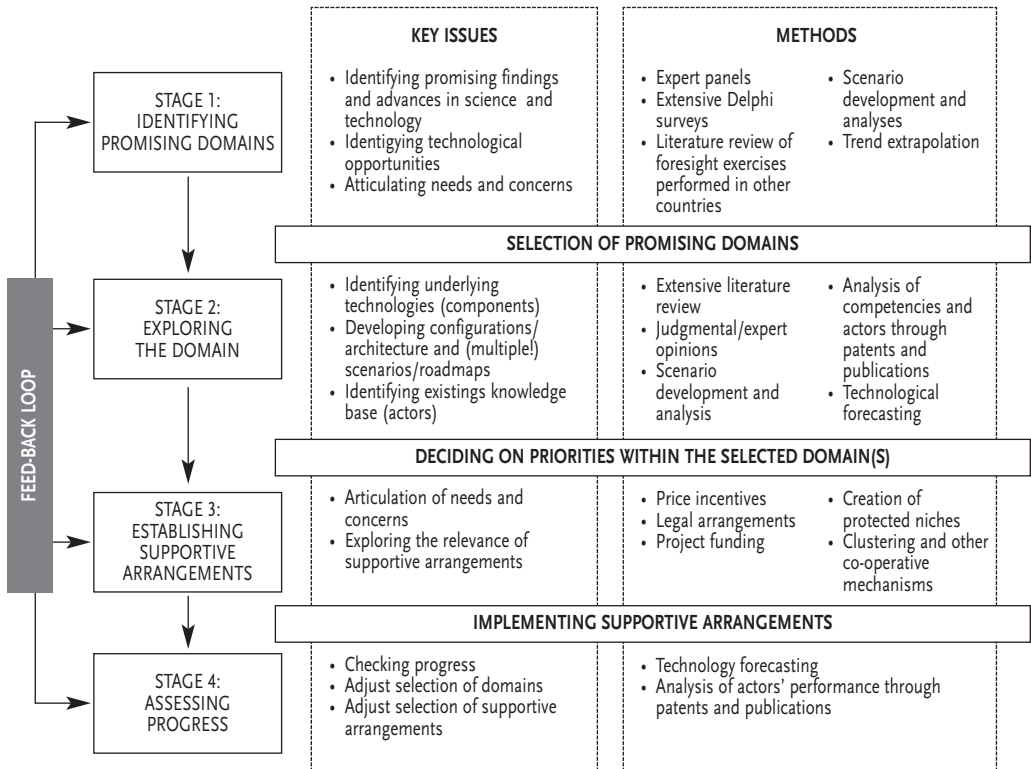 KEY ISSUES
METHODS
STAGE 1:
IDENTIFYING
PROMISING DOMAINS
• Identifying promising findings
and advances in science and
technology
• Identigying technological
opportunities
• Atticulating needs and concerns
• Expert panels
• Extensive Delphi
surveys
• Literature review of
foresight exercises
performed in other
countries
• Scenario
development and
analyses
• Trend extrapolation
SELECTION OF PROMISING DOMAINS
FEED-BACK LOOP
STAGE 2:
EXPLORING
THE DOMAIN
• Identifying underlying
technologies (components)
• Developing configurations/
architecture and (multiple!)
scenarios/roadmaps
• Identifying existings knowledge
base (actors)
• Extensive literature
review
• Judgmental/expert
opinions
• Scenario
development and
analysis
• Analysis of
competencies and
actors through
patents and
publications
• Technological
forecasting
DECIDING ON PRIORITIES WITHIN THE SELECTED DOMAIN(S)
STAGE 3:
ESTABLISHING
SUPPORTIVE
ARRANGEMENTS
• Articulation of needs and
concerns
• Exploring the relevance of
supportive arrangements
• Price incentives
• Legal arrangements
• Project funding
• Creation of
protected niches
• Clustering and other
co-operative
mechanisms
IMPLEMENTING SUPPORTIVE ARRANGEMENTS
STAGE 4:
ASSESSING
PROGRESS
• Checking progress
• Adjust selection of domains
• Adjust selection of supportive
arrangements
• Technology forecasting
• Analysis of actors’ performance through
patents and publications